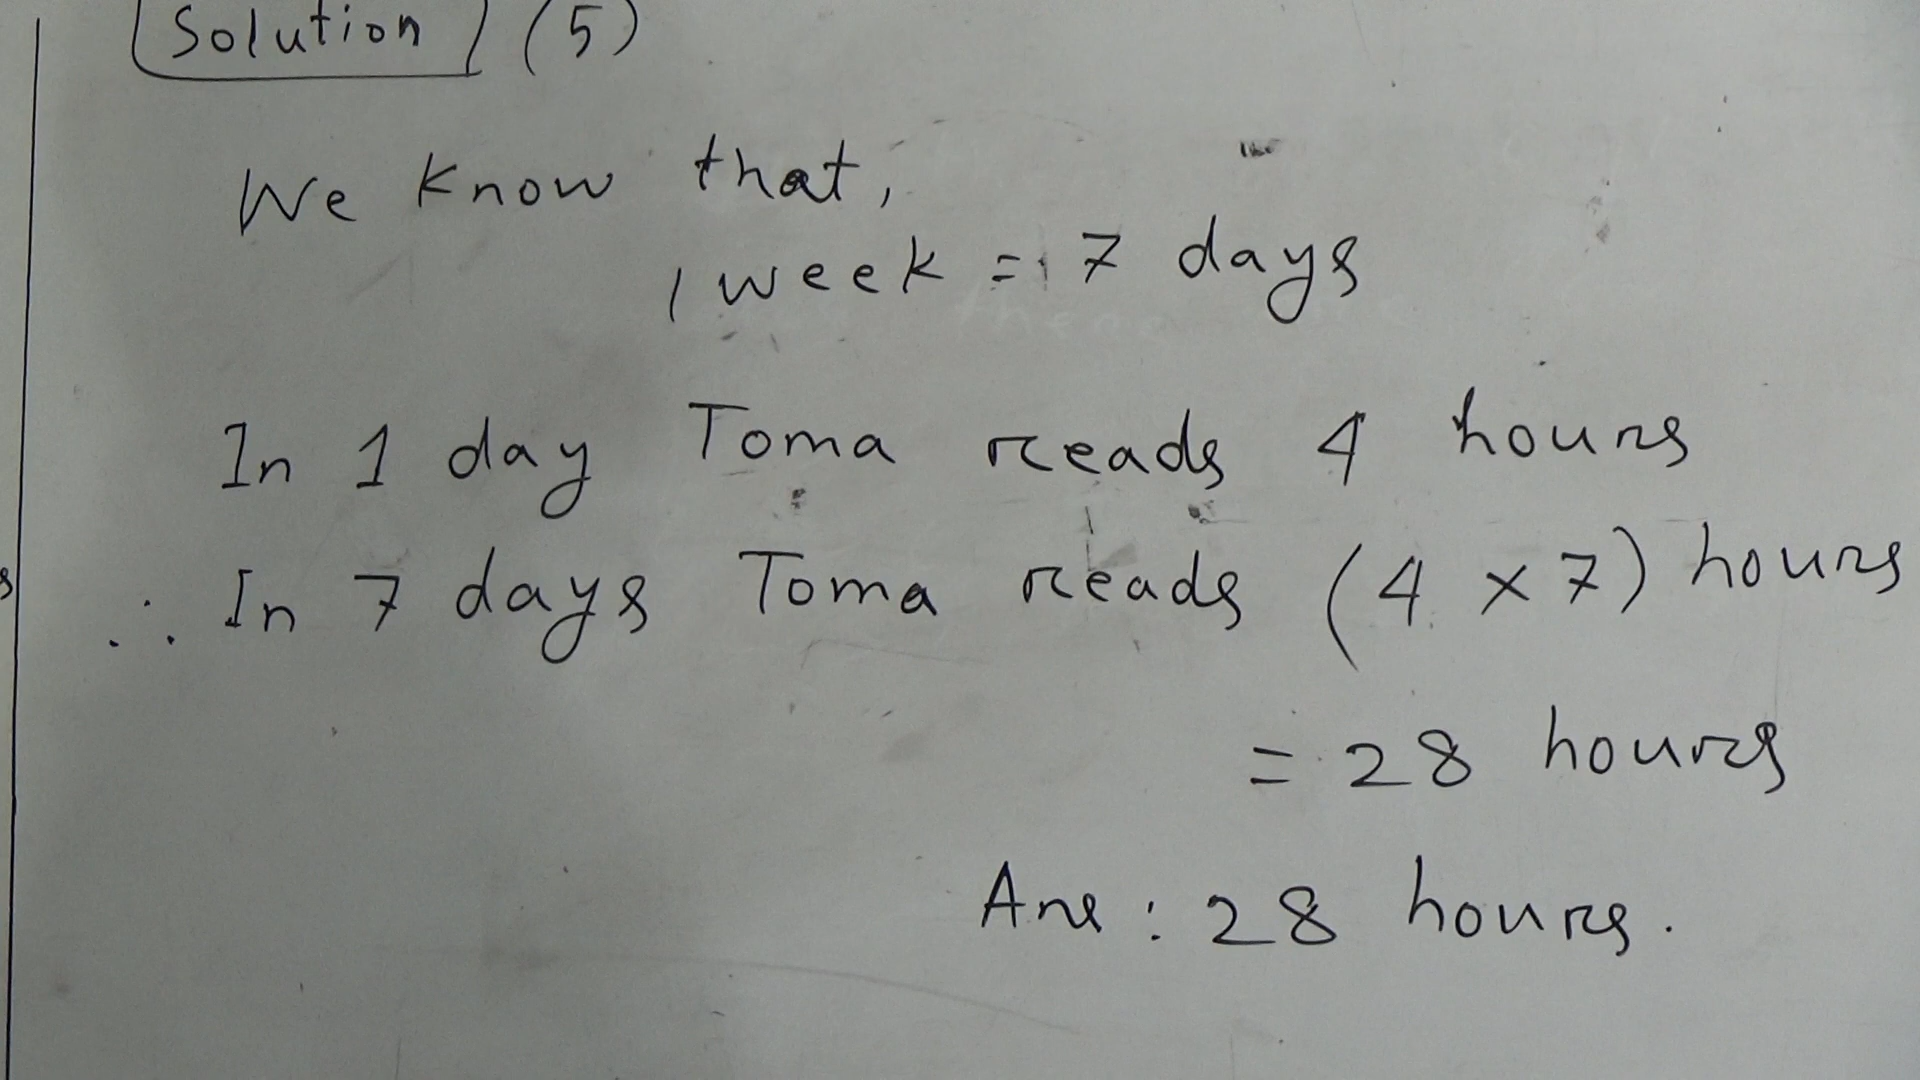 Solution (5)
We know that,
1 week = 7 days
In 1 day Toma reads 4 hours
∴ In 7 days Toma reads (4 × 7) hours
= 28 hours
Ans : 28 hours.